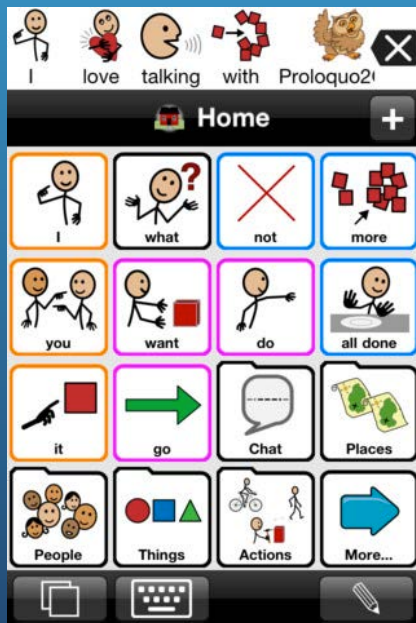 I love talking with Proloquo2
Home
I what not more
you want do all done
it go Chat Places
People Things Actions More...